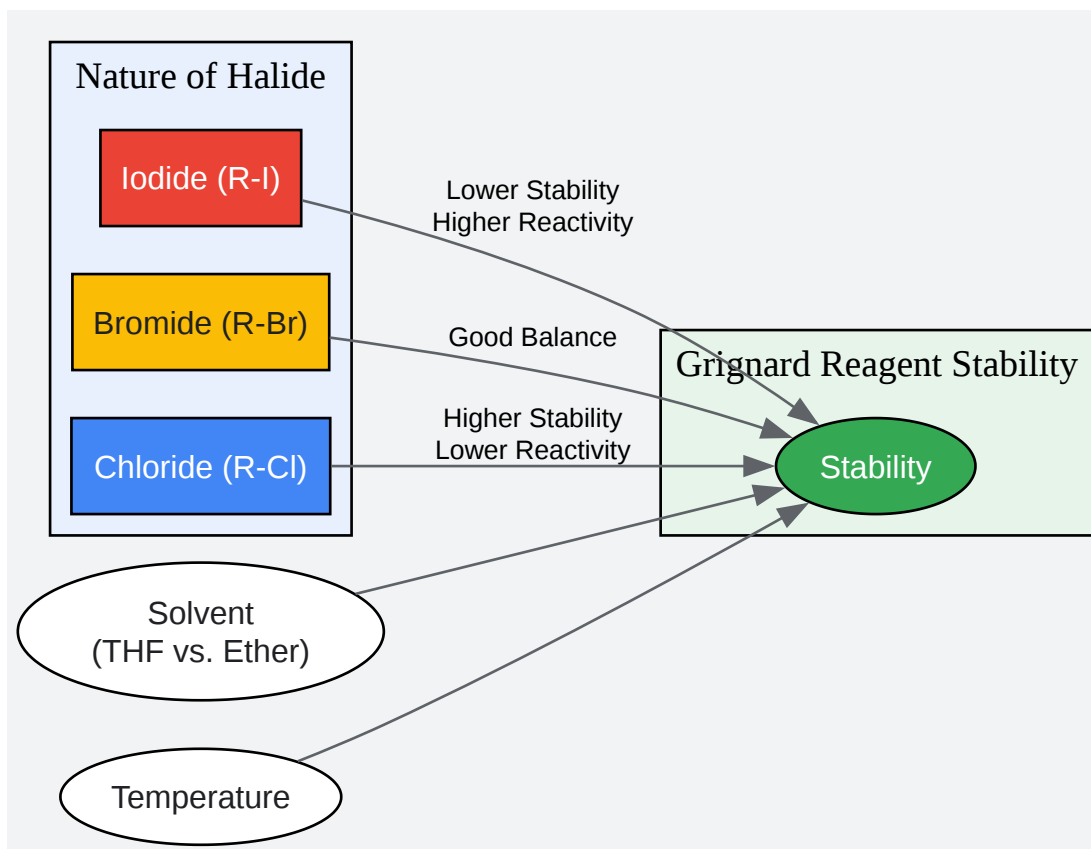 Nature of Halide
Iodide (R-I)
Lower Stability
Higher Reactivity
Bromide (R-Br)
Good Balance
Grignard Reagent Stability
Chloride (R-Cl)
Higher Stability
Lower Reactivity
Stability
Solvent
(THF vs. Ether)
Temperature